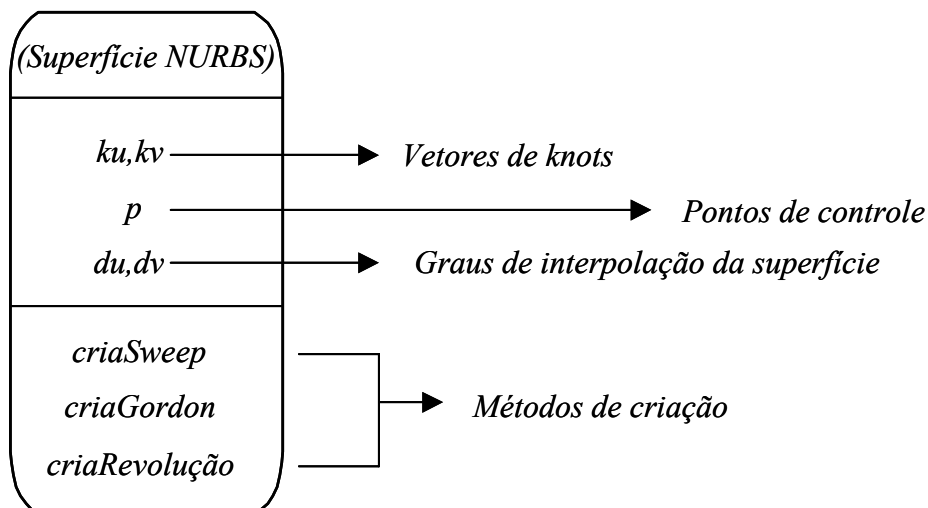 (Superfície NURBS)
ku,kv
Vetores de knots
p
Pontos de controle
du,dv
Graus de interpolação da superfície
criaSweep
criaGordon
Métodos de criação
criaRevolução